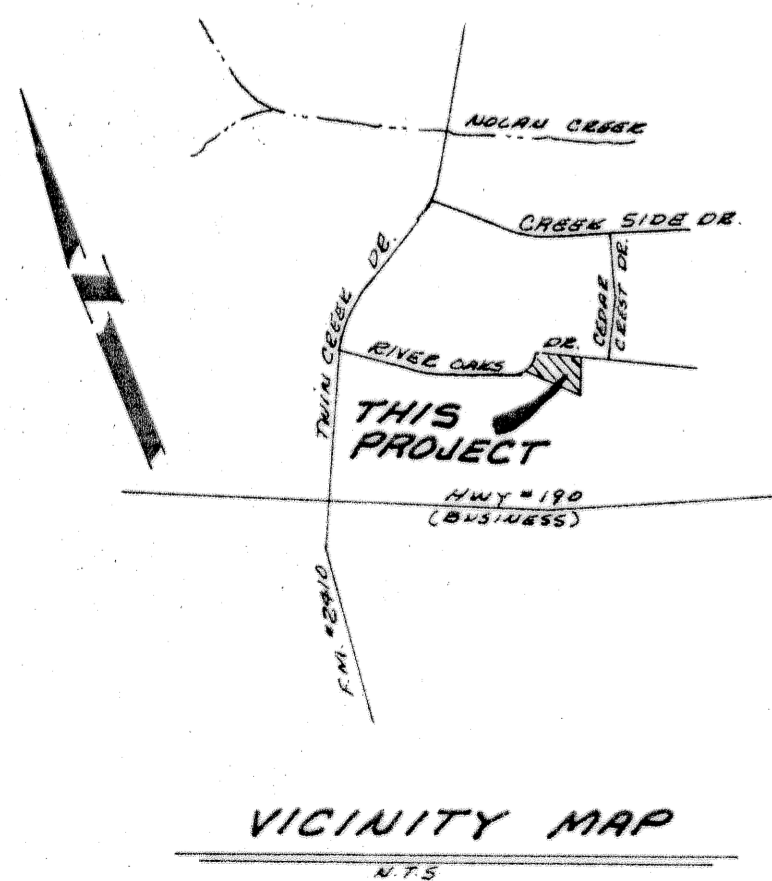 NOLAN CREEK
CREEK SIDE DR.
TWIN CREEK DR.
CEDAR
CREST DR.
RIVER OAKS DR.
THIS
PROJECT
HWY #190
(BUSINESS)
F.M. #2410
VICINITY MAP
N.T.S